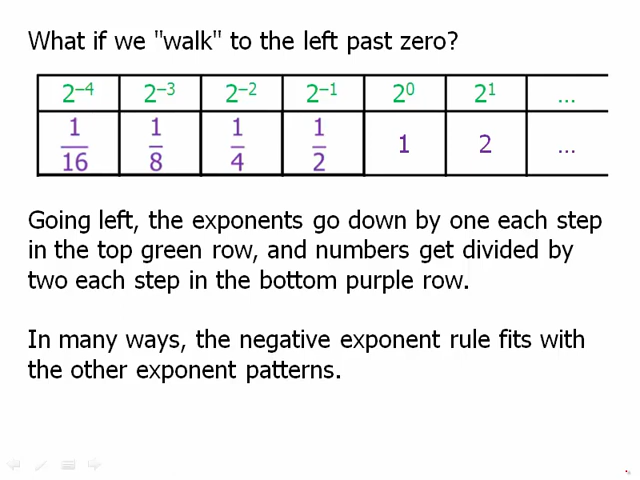 What if we "walk" to the left past zero?
2⁻⁴ 2⁻³ 2⁻² 2⁻¹ 2⁰ 2¹ ...
1/16 1/8 1/4 1/2 1 2 ...
Going left, the exponents go down by one each step
in the top green row, and numbers get divided by
two each step in the bottom purple row.
In many ways, the negative exponent rule fits with
the other exponent patterns.